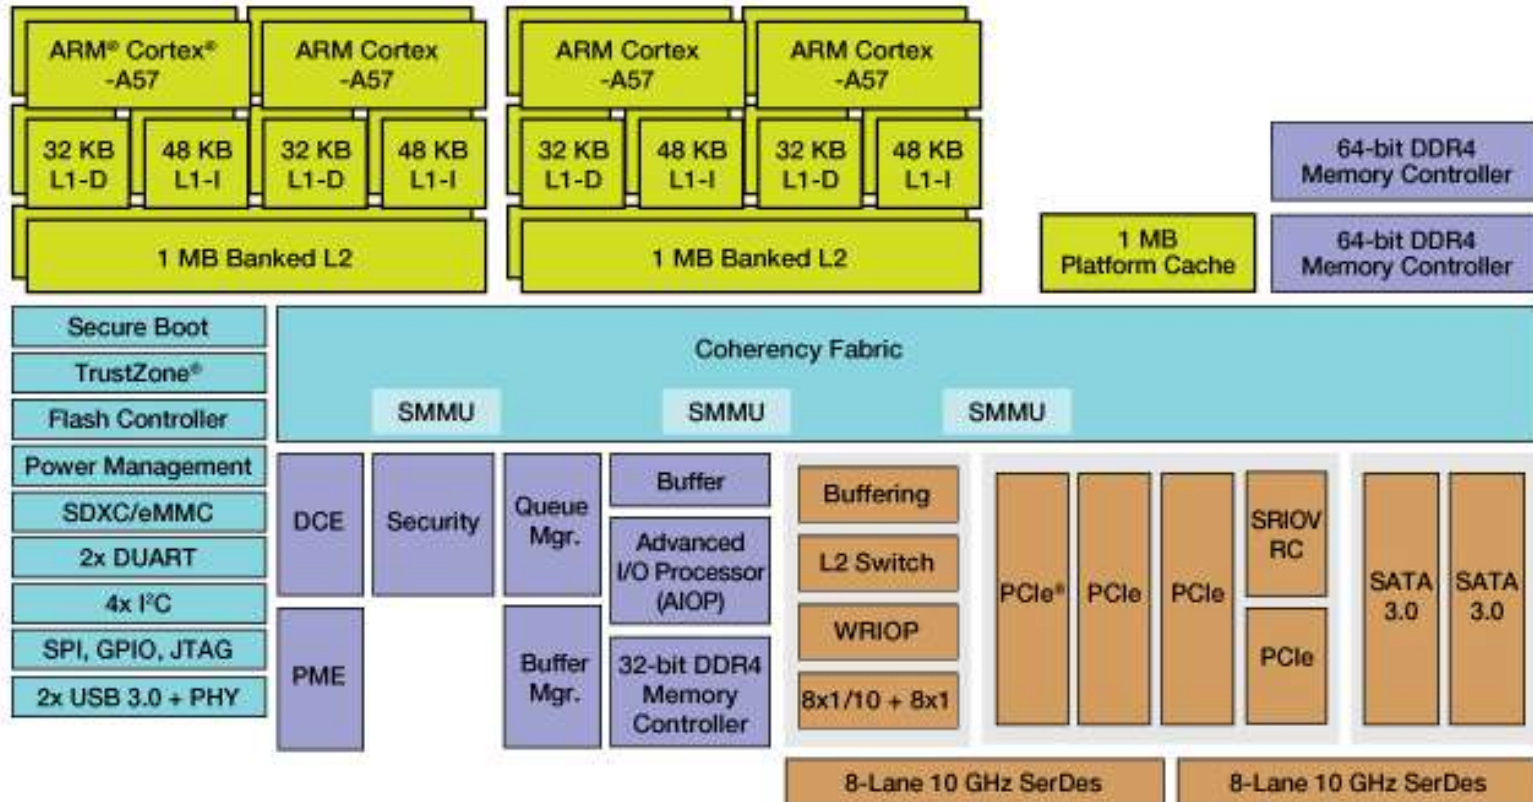 ARM® Cortex®
-A57
ARM Cortex
-A57
ARM Cortex
-A57
ARM Cortex
-A57
32 KB
L1-D
48 KB
L1-I
32 KB
L1-D
48 KB
L1-I
32 KB
L1-D
48 KB
L1-I
32 KB
L1-D
48 KB
L1-I
1 MB Banked L2
1 MB Banked L2
1 MB
Platform Cache
64-bit DDR4
Memory Controller
64-bit DDR4
Memory Controller
Secure Boot
TrustZone®
Flash Controller
Power Management
SDXC/eMMC
2x DUART
4x I²C
SPI, GPIO, JTAG
2x USB 3.0 + PHY
Coherency Fabric
SMMU
SMMU
SMMU
DCE
PME
Security
Queue
Mgr.
Buffer
Mgr.
Buffer
Advanced
I/O Processor
(AIOP)
32-bit DDR4
Memory
Controller
Buffering
L2 Switch
WRIOP
8x1/10 + 8x1
PCIe®
PCIe
PCIe
SRIOV
RC
PCIe
SATA
3.0
SATA
3.0
8-Lane 10 GHz SerDes
8-Lane 10 GHz SerDes